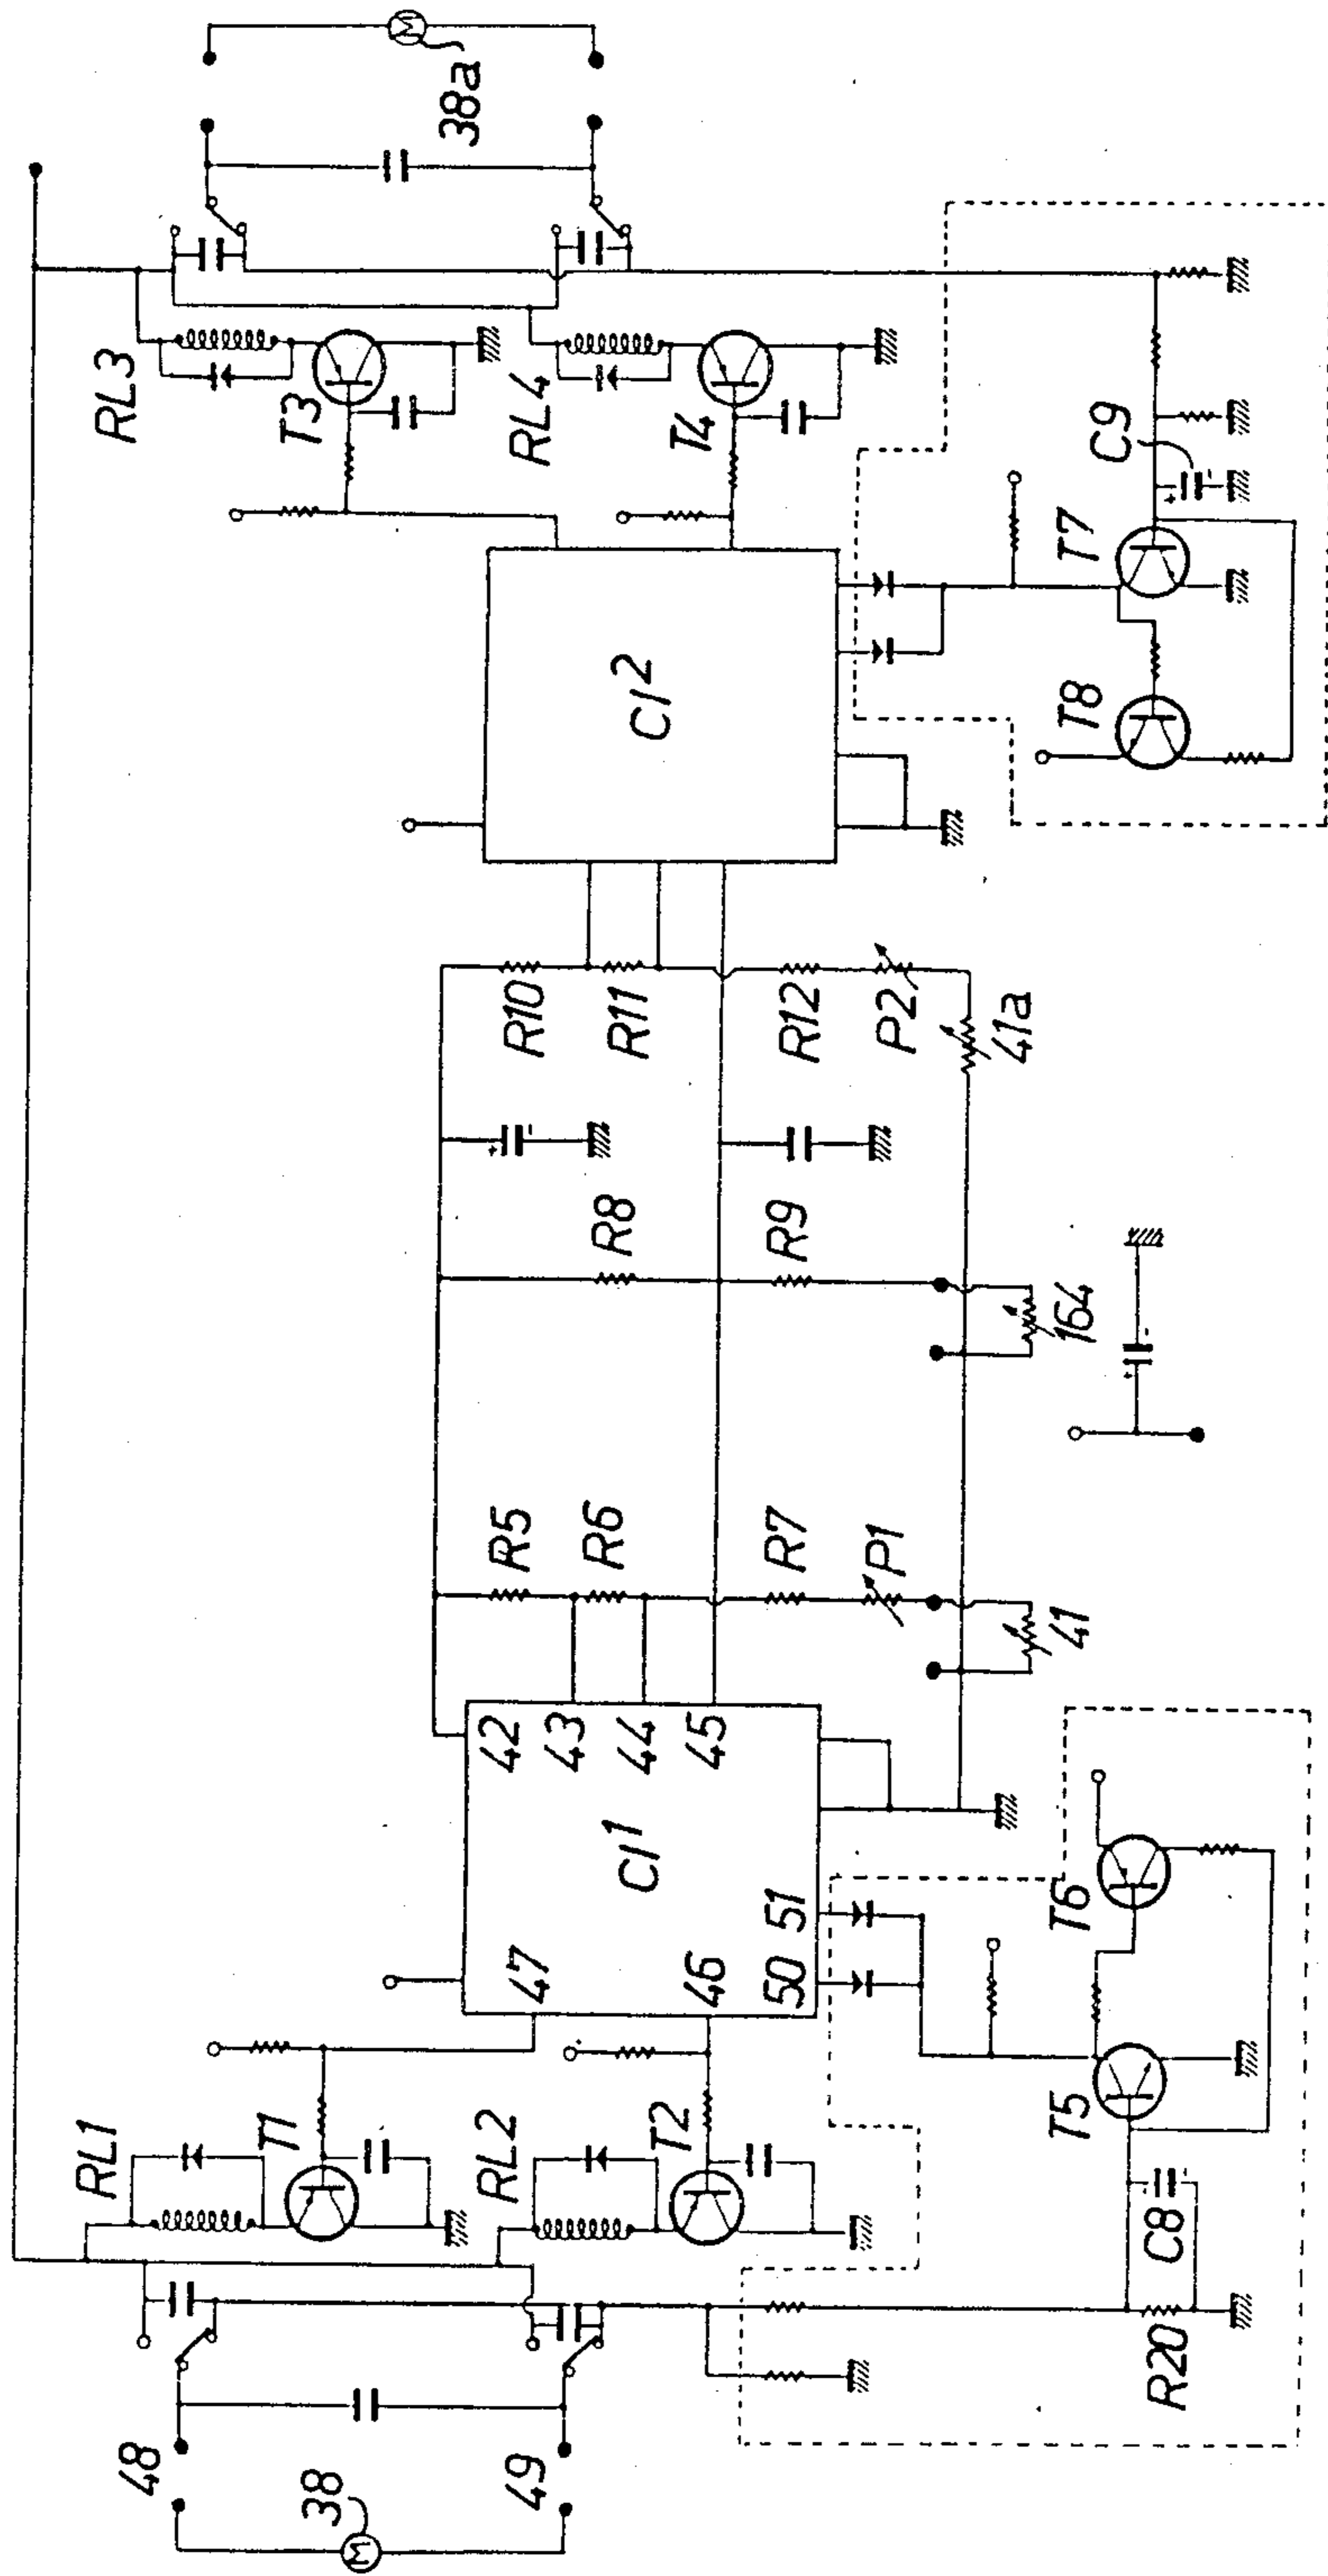 48
38
49
RL1
T1
RL2
T2
47
46
50
51
CI1
42
43
44
45
R5
R6
R7
P1
41
R8
R9
164
R10
R11
R12
P2
41a
CI2
RL3
T3
RL4
T4
M
38a
M
R20
C8
T5
T6
T8
T7
C9